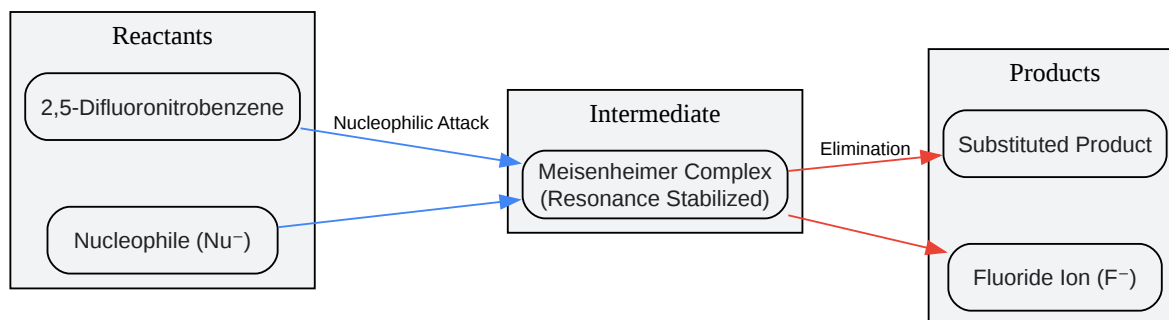 Reactants
2,5-Difluoronitrobenzene
Nucleophile (Nu⁻)
Nucleophilic Attack
Intermediate
Meisenheimer Complex
(Resonance Stabilized)
Elimination
Products
Substituted Product
Fluoride Ion (F⁻)